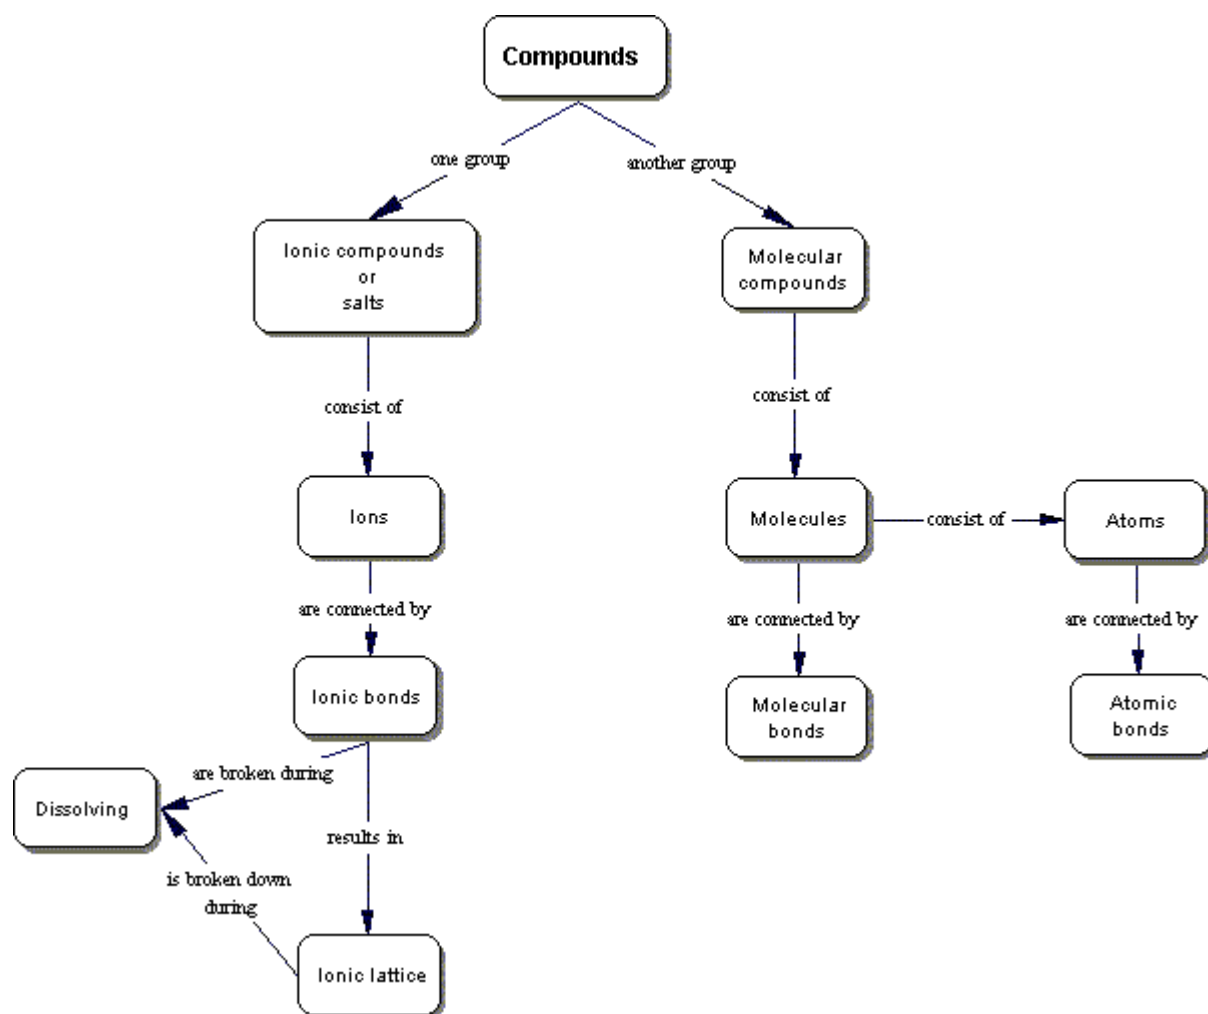 Compounds
one group
another group
Ionic compounds
or
salts
Molecular
compounds
consist of
consist of
Ions
Molecules
consist of
Atoms
are connected by
are connected by
are connected by
Ionic bonds
Molecular
bonds
Atomic
bonds
are broken during
Dissolving
results in
is broken down
during
Ionic lattice